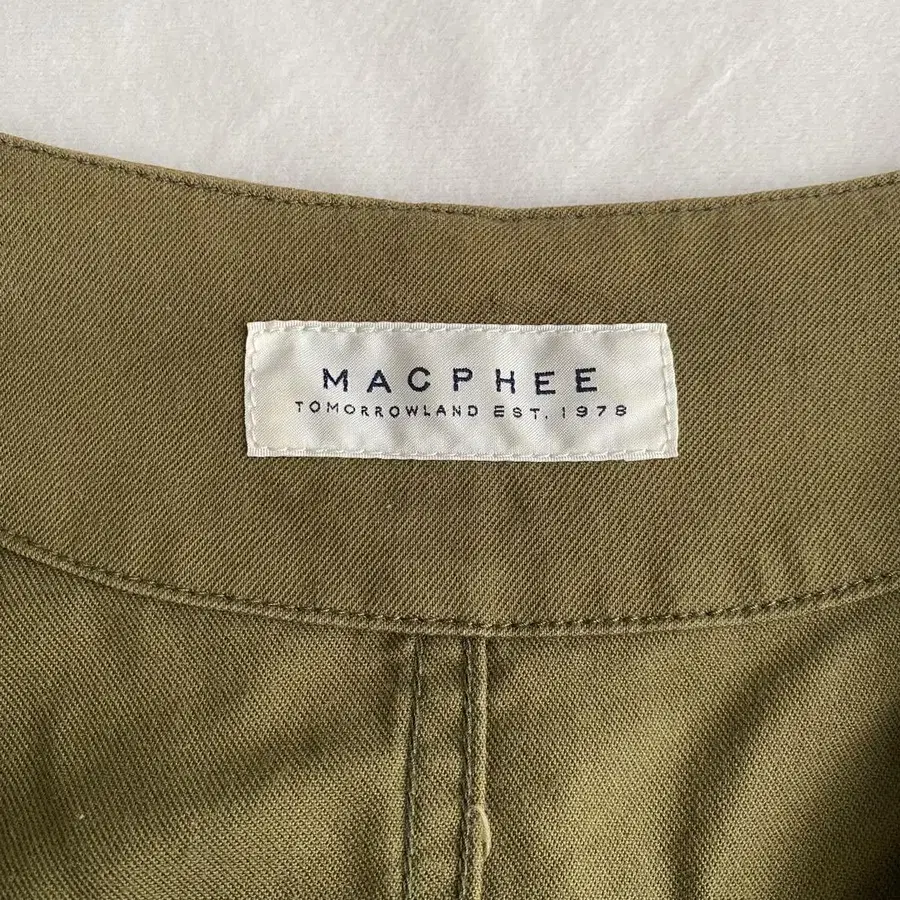 MACPHEE
TOMORROWLAND EST. 1978